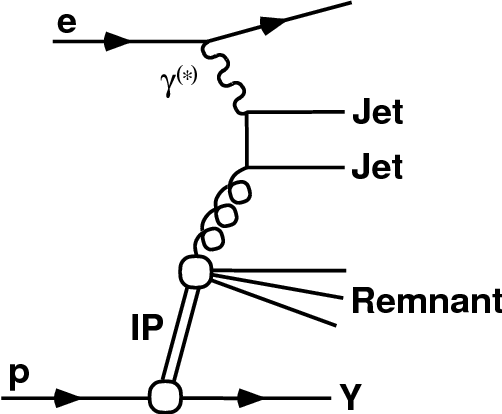 e
γ(*)
Jet
Jet
Remnant
IP
p
Y